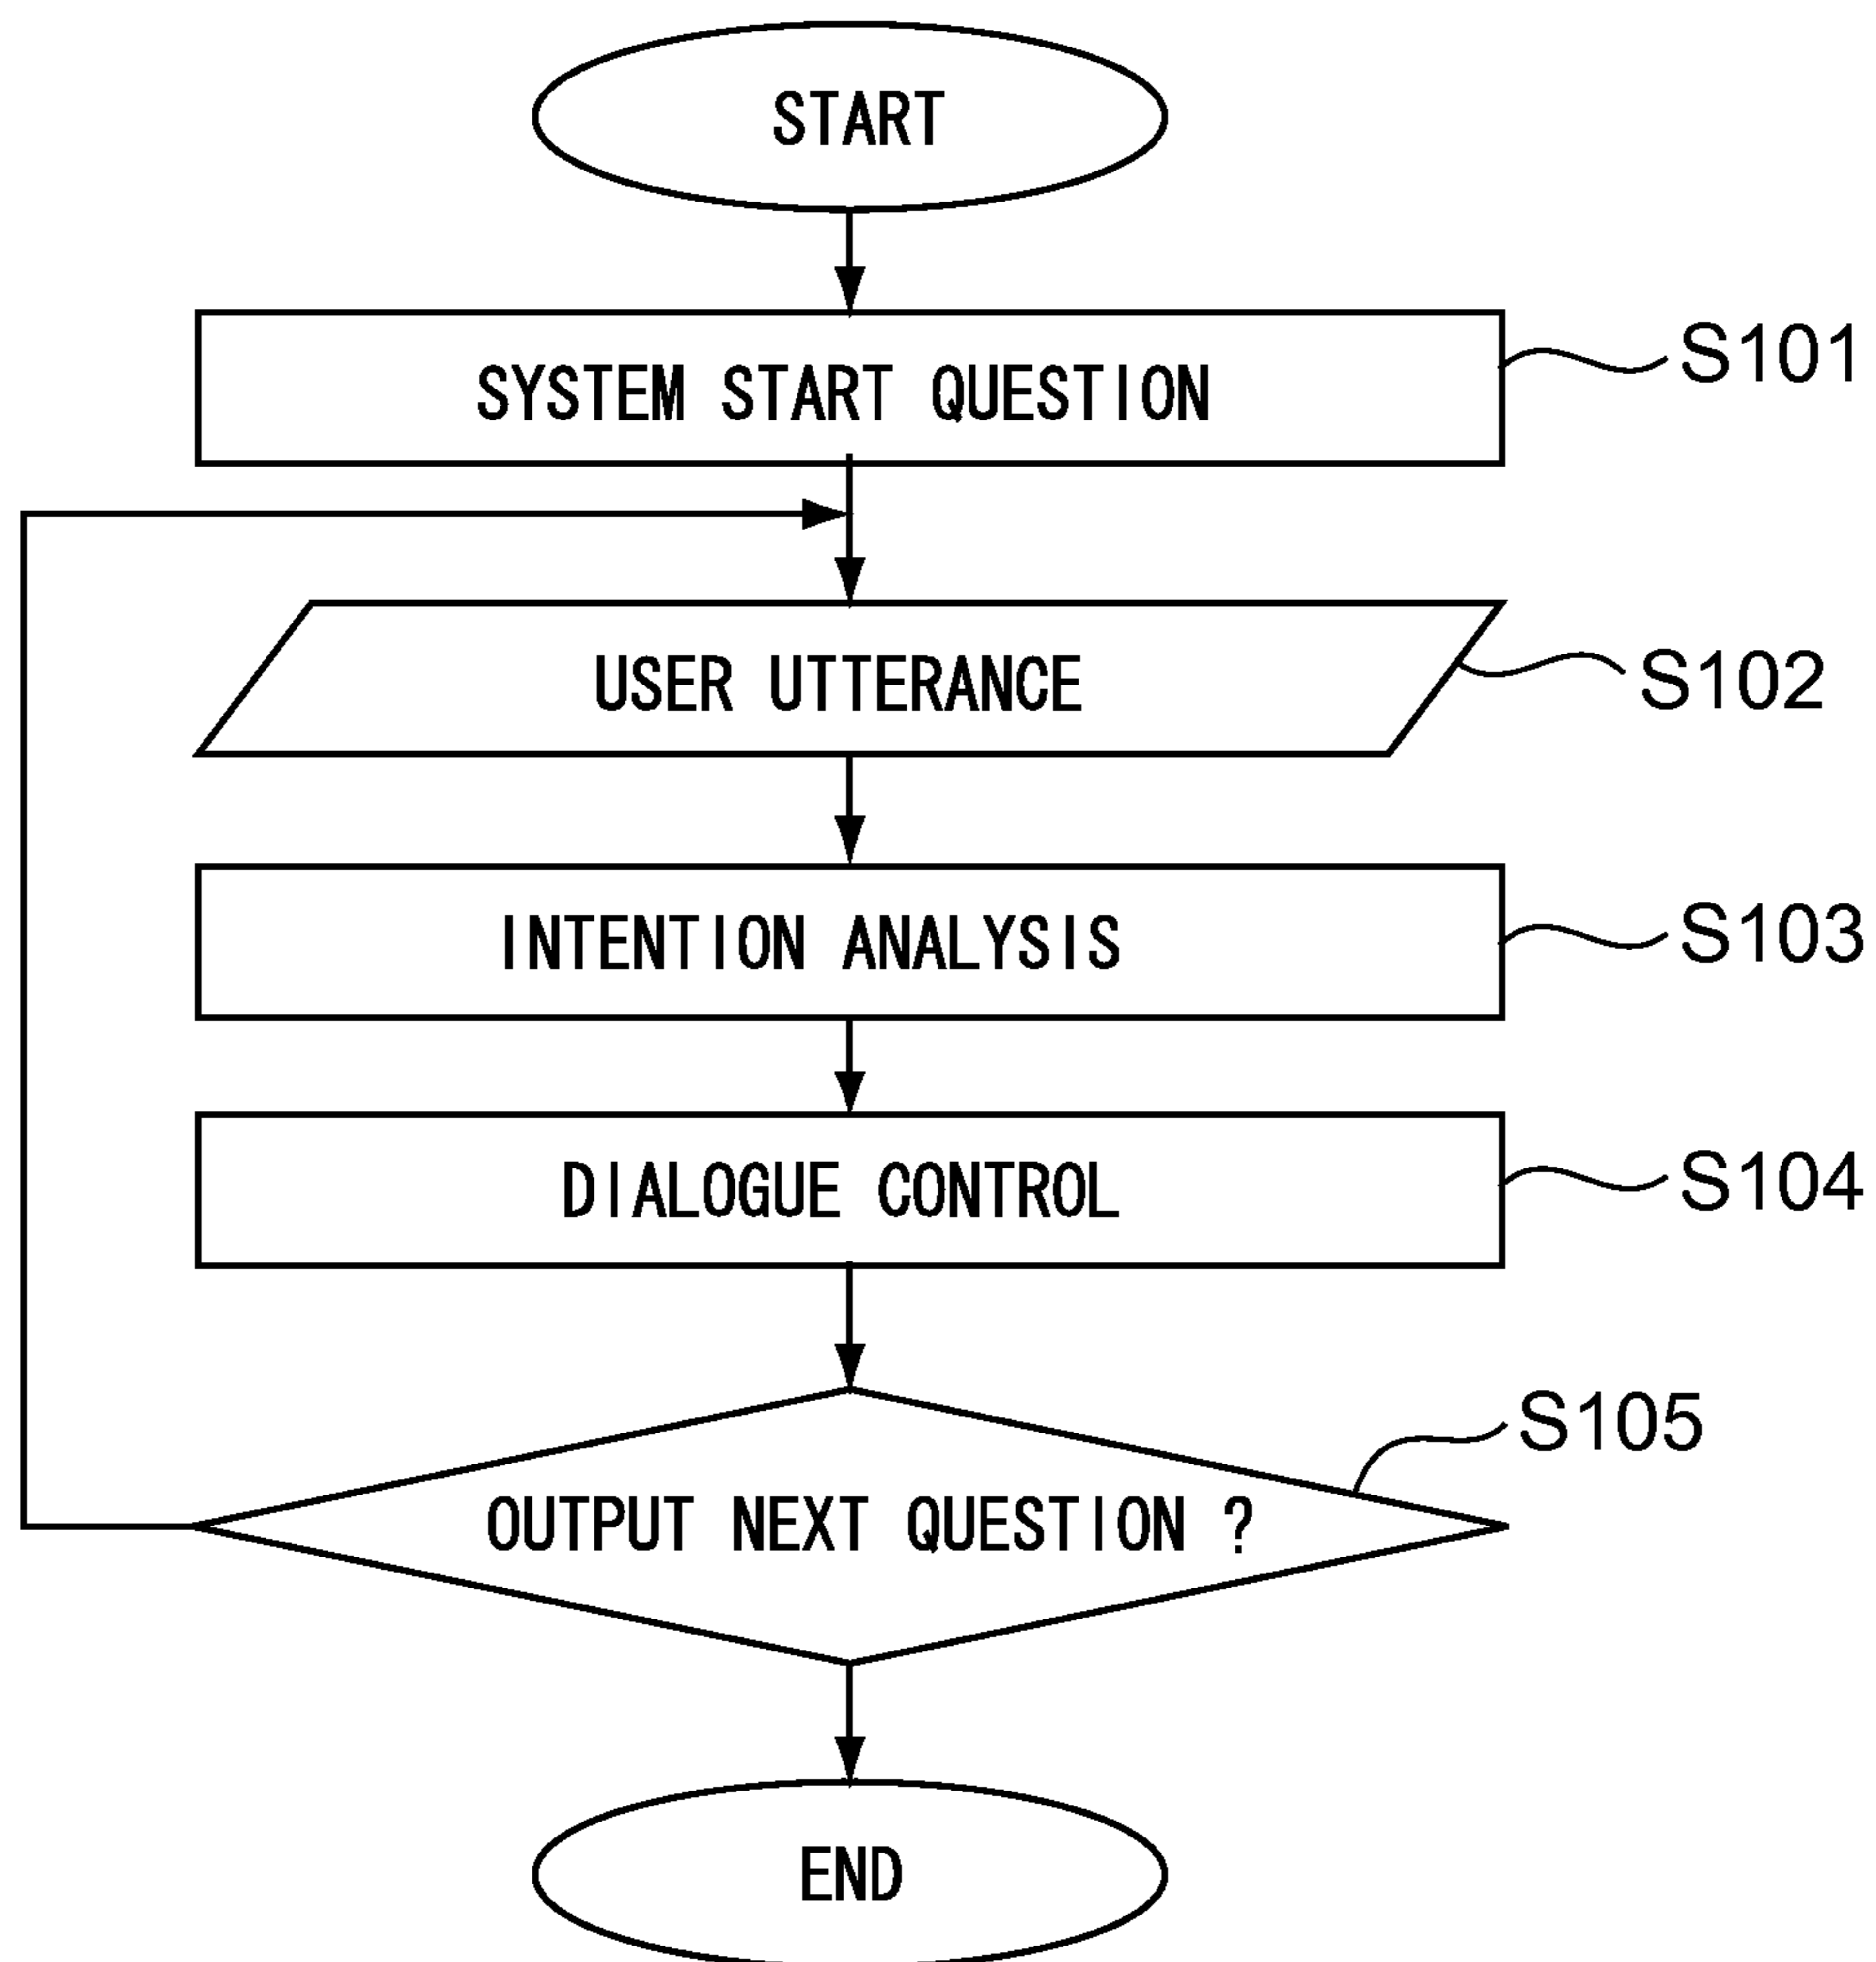 START
SYSTEM START QUESTION
S101
USER UTTERANCE
S102
INTENTION ANALYSIS
S103
DIALOGUE CONTROL
S104
S105
OUTPUT NEXT QUESTION ?
END